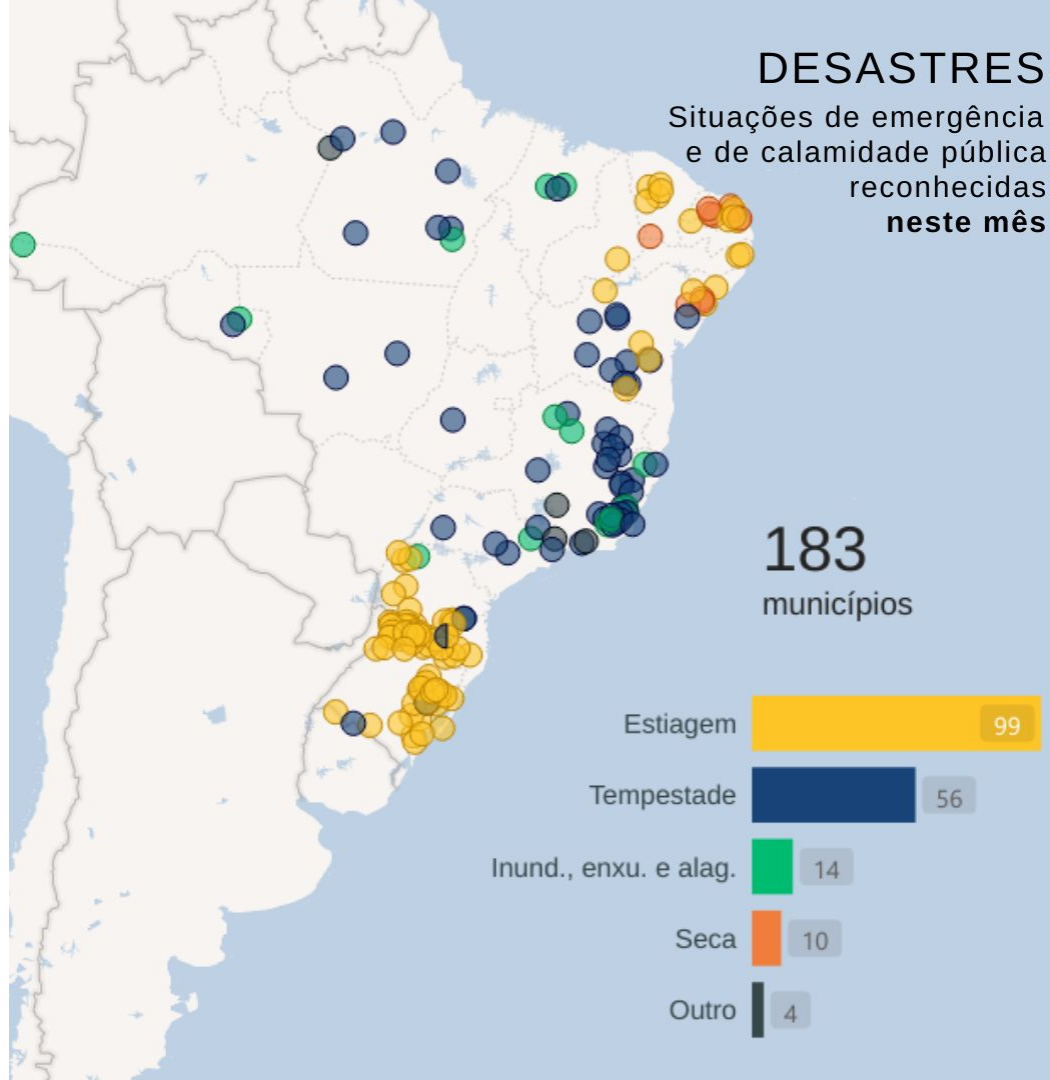 DESASTRES
Situações de emergência
e de calamidade pública
reconhecidas
neste mês
183
municípios
Estiagem 99
Tempestade 56
Inund., enxu. e alag. 14
Seca 10
Outro 4